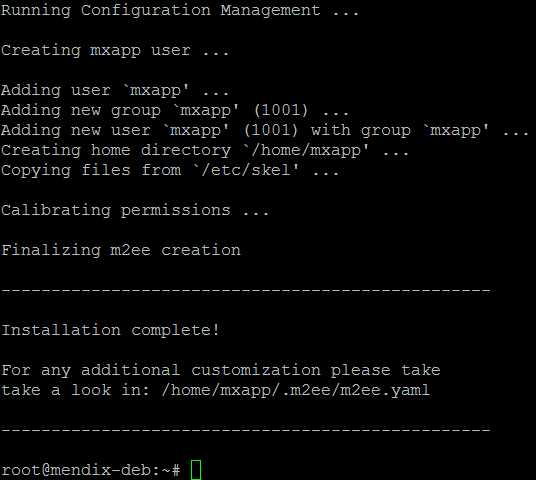 Running Configuration Management ...
Creating mxapp user ...
Adding user `mxapp' ...
Adding new group `mxapp' (1001) ...
Adding new user `mxapp' (1001) with group `mxapp' ...
Creating home directory `/home/mxapp' ...
Copying files from `/etc/skel' ...
Calibrating permissions ...
Finalizing m2ee creation
-------------------------------------------------
Installation complete!
For any additional customization please take
take a look in: /home/mxapp/.m2ee/m2ee.yaml
-------------------------------------------------
root@mendix-deb:~#